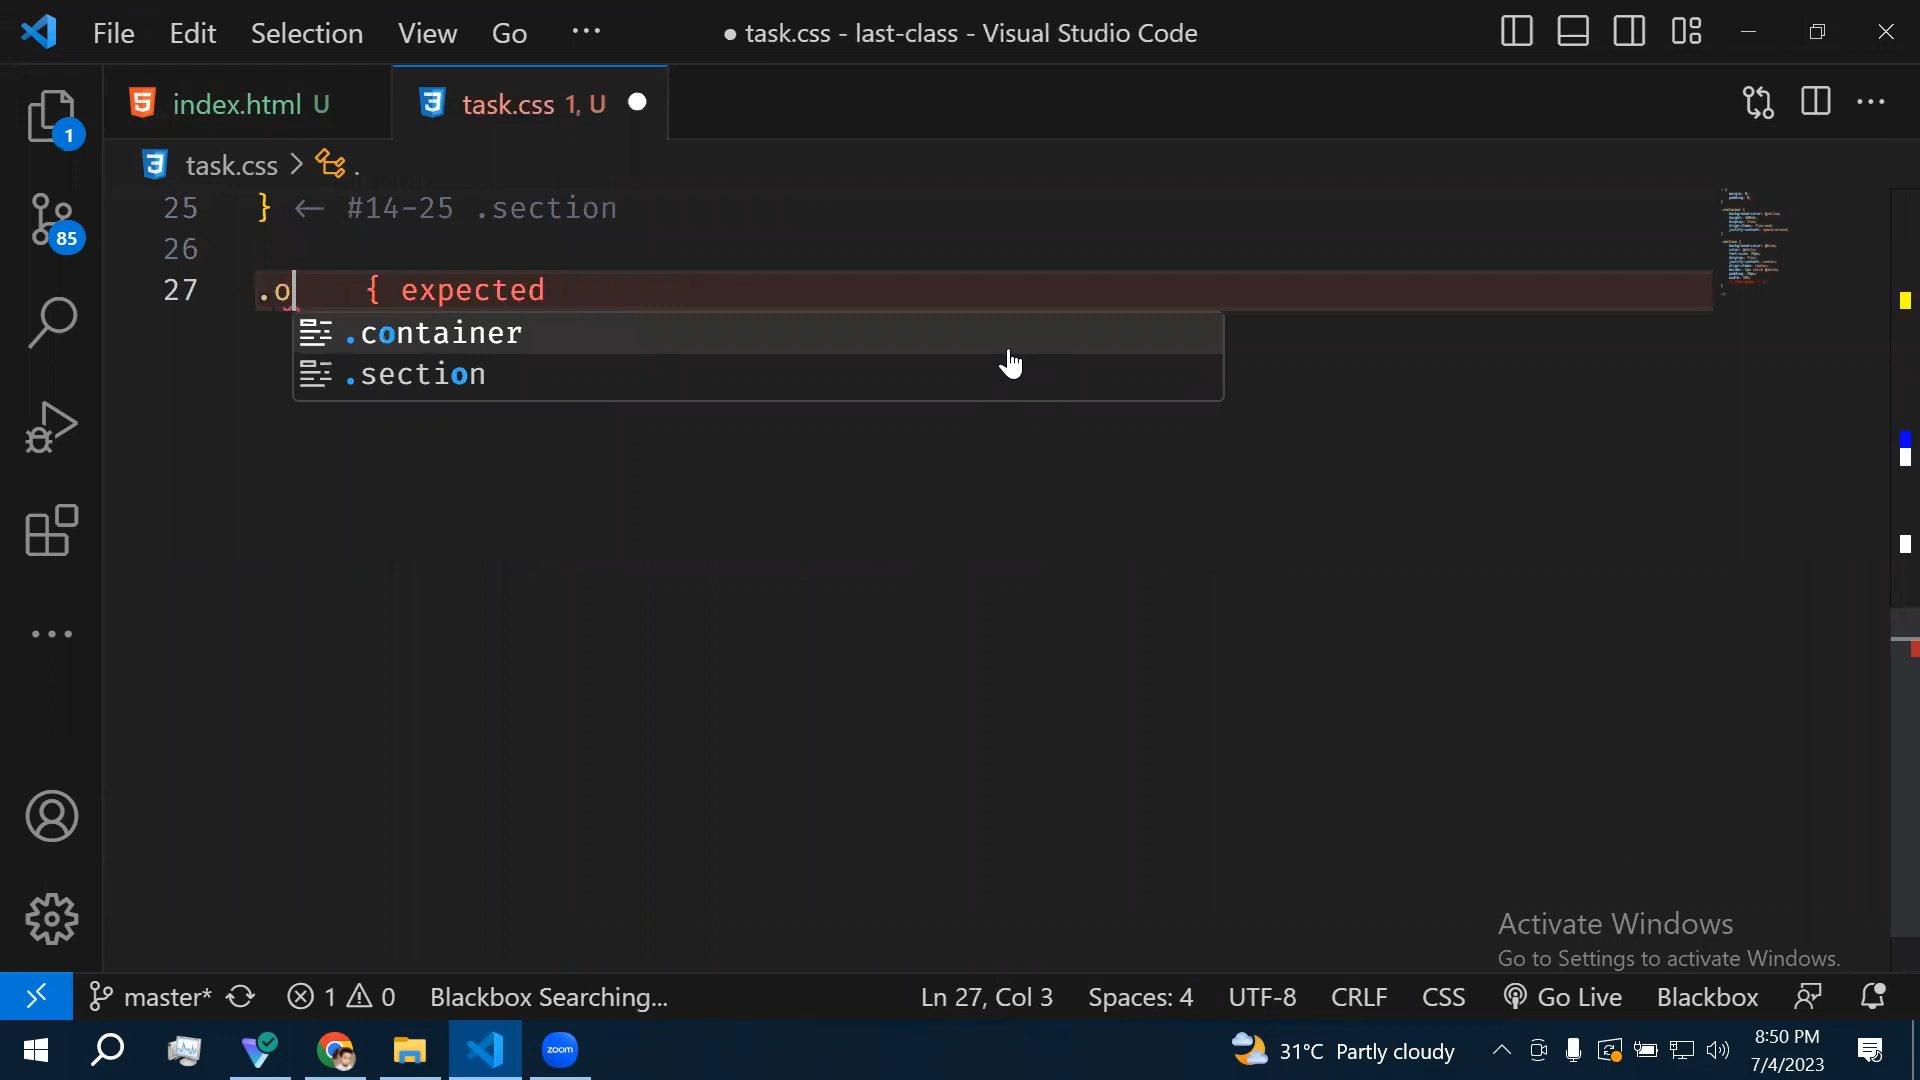 File Edit Selection View Go ··· ● task.css - last-class - Visual Studio Code
index.html U task.css 1, U
1
task.css > .
25 } ← #14-25 .section
26
27 .o { expected
85
.container
.section
Activate Windows
Go to Settings to activate Windows.
master* 1 0 Blackbox Searching... Ln 27, Col 3 Spaces: 4 UTF-8 CRLF CSS Go Live Blackbox
zoom 31°C Partly cloudy 8:50 PM
7/4/2023